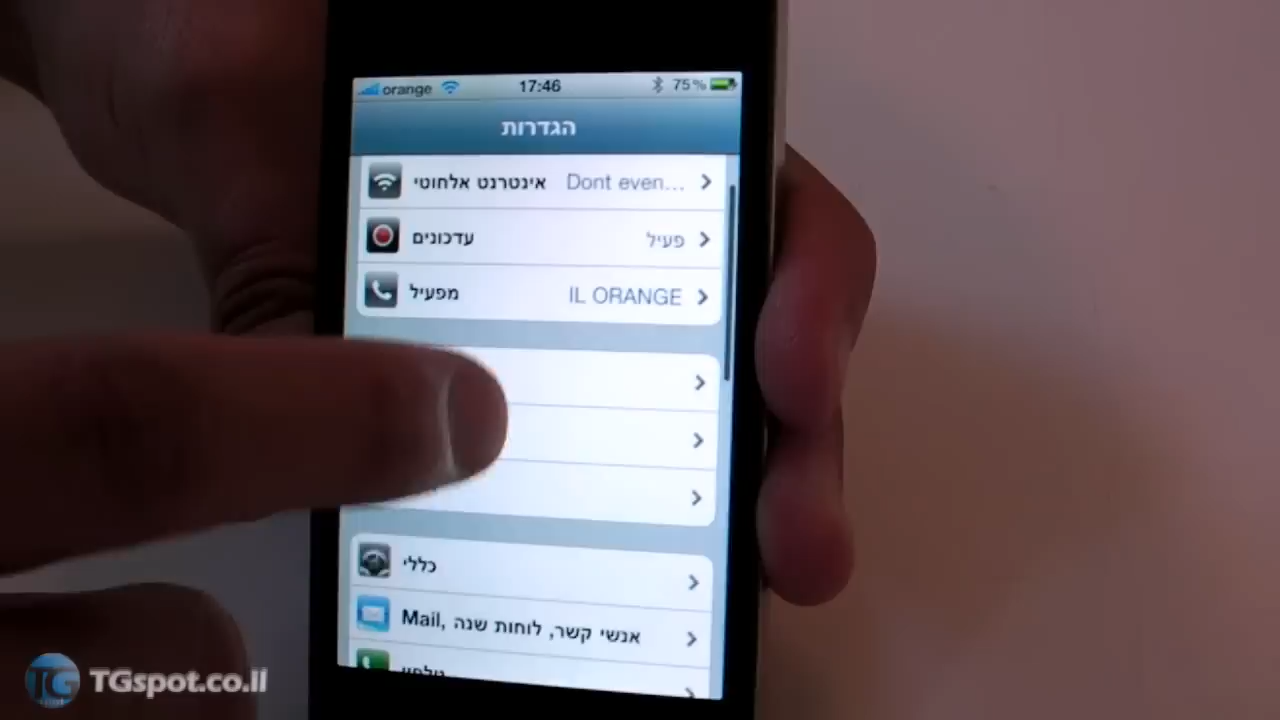 orange 17:46 75%
הגדרות
אינטרנט אלחוטי Dont even...
עדכונים פעיל
מפעיל IL ORANGE
כללי
Mail, אנשי קשר, לוחות שנה
טלפון
TGspot.co.il